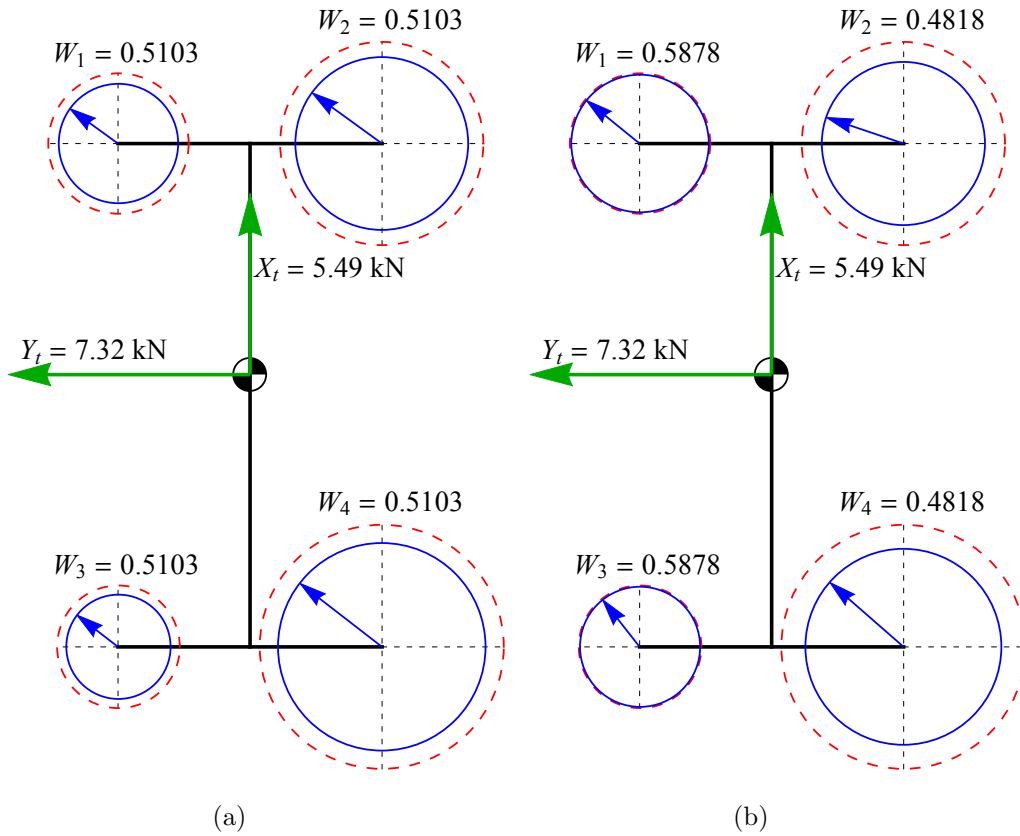 W₂ = 0.5103
W₁ = 0.5103
Xₜ = 5.49 kN
Yₜ = 7.32 kN
W₄ = 0.5103
W₃ = 0.5103
(a)
W₂ = 0.4818
W₁ = 0.5878
Xₜ = 5.49 kN
Yₜ = 7.32 kN
W₄ = 0.4818
W₃ = 0.5878
(b)